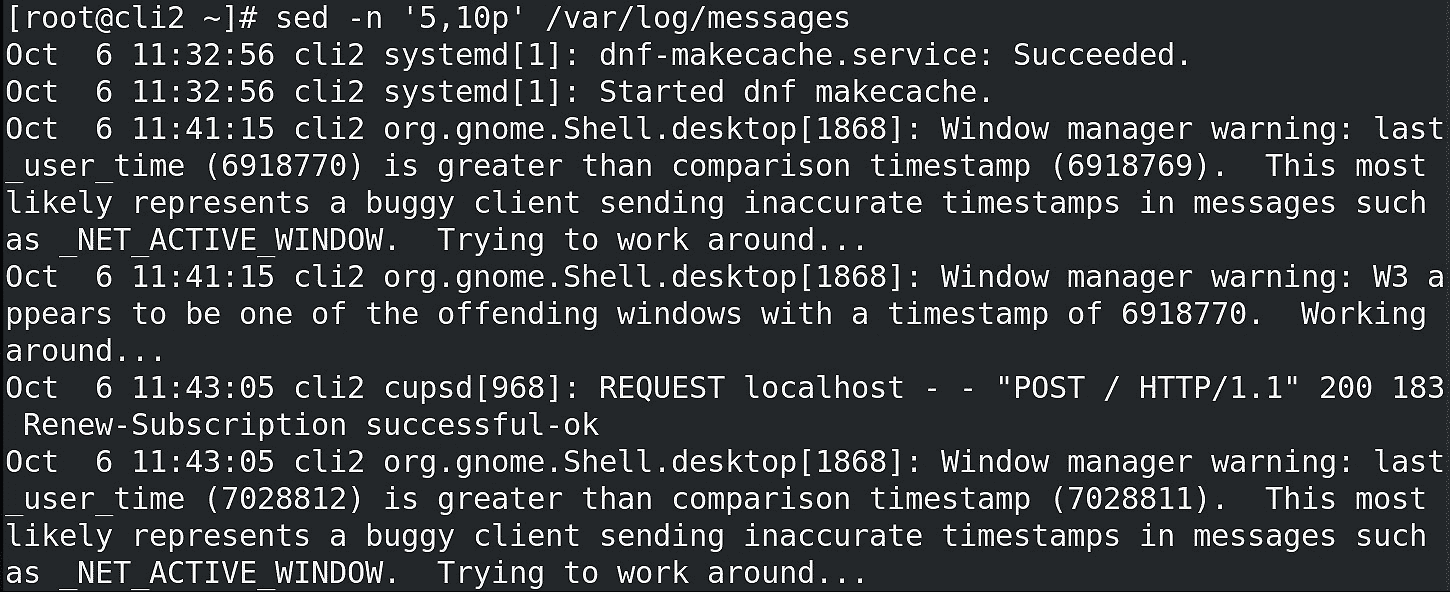 [root@cli2 ~]# sed -n '5,10p' /var/log/messages
Oct  6 11:32:56 cli2 systemd[1]: dnf-makecache.service: Succeeded.
Oct  6 11:32:56 cli2 systemd[1]: Started dnf makecache.
Oct  6 11:41:15 cli2 org.gnome.Shell.desktop[1868]: Window manager warning: last
_user_time (6918770) is greater than comparison timestamp (6918769).  This most
likely represents a buggy client sending inaccurate timestamps in messages such
as _NET_ACTIVE_WINDOW.  Trying to work around...
Oct  6 11:41:15 cli2 org.gnome.Shell.desktop[1868]: Window manager warning: W3 a
ppears to be one of the offending windows with a timestamp of 6918770.  Working
around...
Oct  6 11:43:05 cli2 cupsd[968]: REQUEST localhost - - "POST / HTTP/1.1" 200 183
 Renew-Subscription successful-ok
Oct  6 11:43:05 cli2 org.gnome.Shell.desktop[1868]: Window manager warning: last
_user_time (7028812) is greater than comparison timestamp (7028811).  This most
likely represents a buggy client sending inaccurate timestamps in messages such
as _NET_ACTIVE_WINDOW.  Trying to work around...